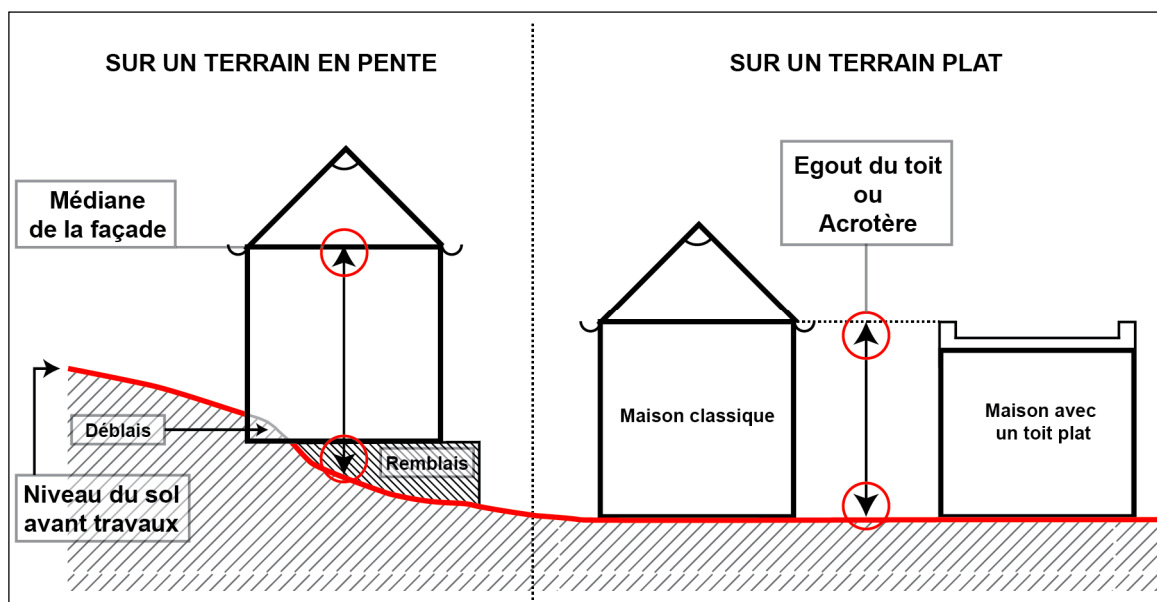 SUR UN TERRAIN EN PENTE
Médiane
de la façade
Déblais
Remblais
Niveau du sol
avant travaux
SUR UN TERRAIN PLAT
Egout du toit
ou
Acrotère
Maison classique
Maison avec
un toit plat